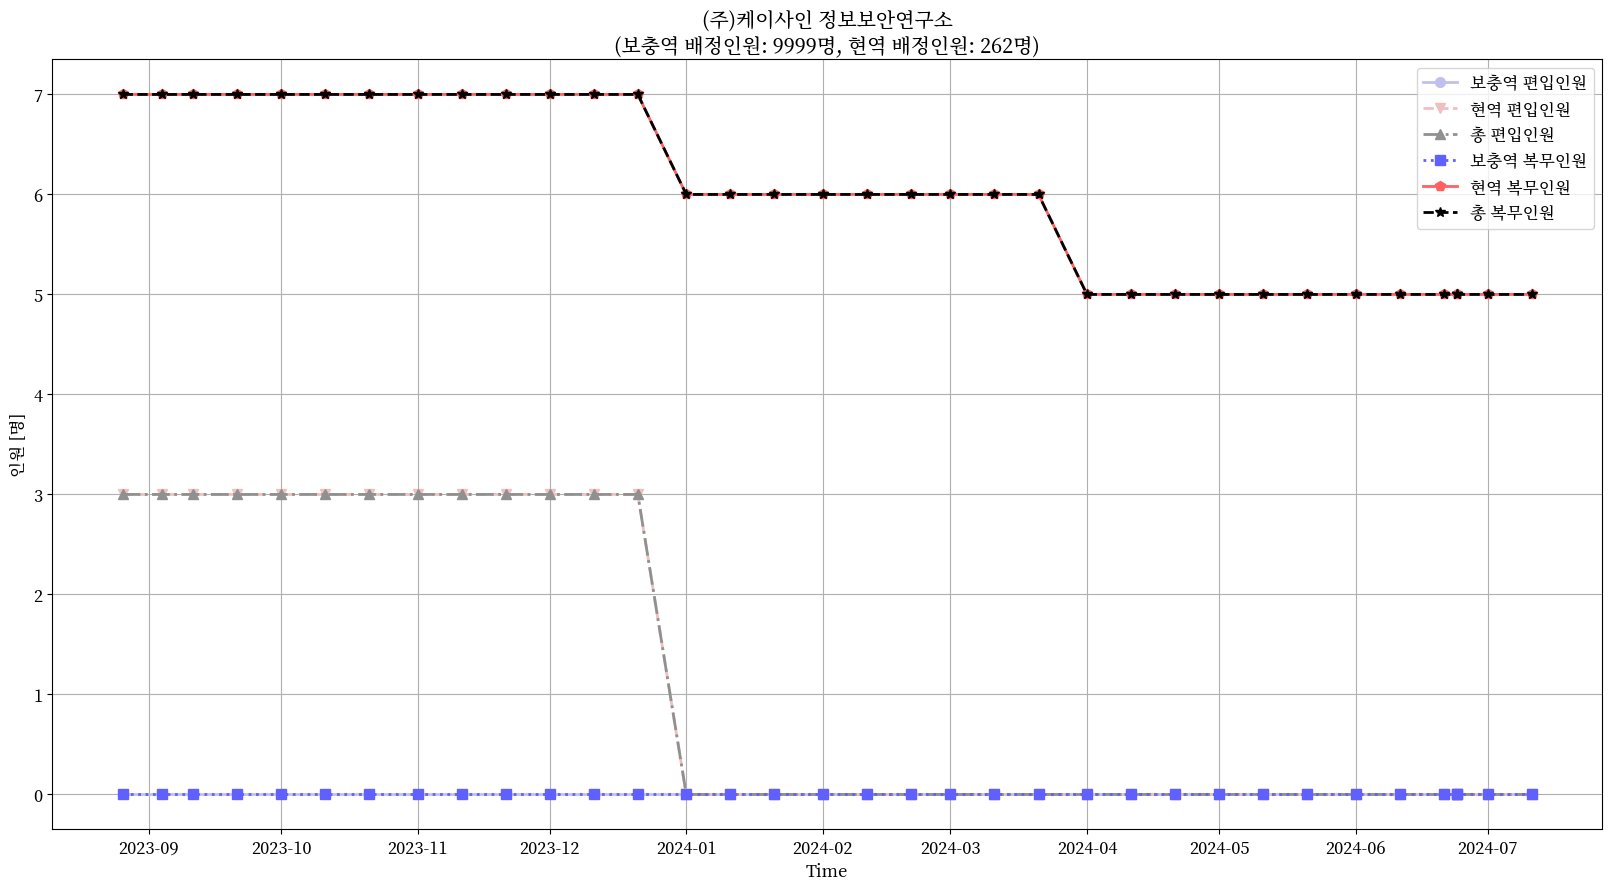 (주)케이사인 정보보안연구소
(보충역 배정인원: 9999명, 현역 배정인원: 262명)
보충역 편입인원
현역 편입인원
총 편입인원
보충역 복무인원
현역 복무인원
총 복무인원
인원 [명]
7
6
5
4
3
2
1
0
2023-09 2023-10 2023-11 2023-12 2024-01 2024-02 2024-03 2024-04 2024-05 2024-06 2024-07
Time